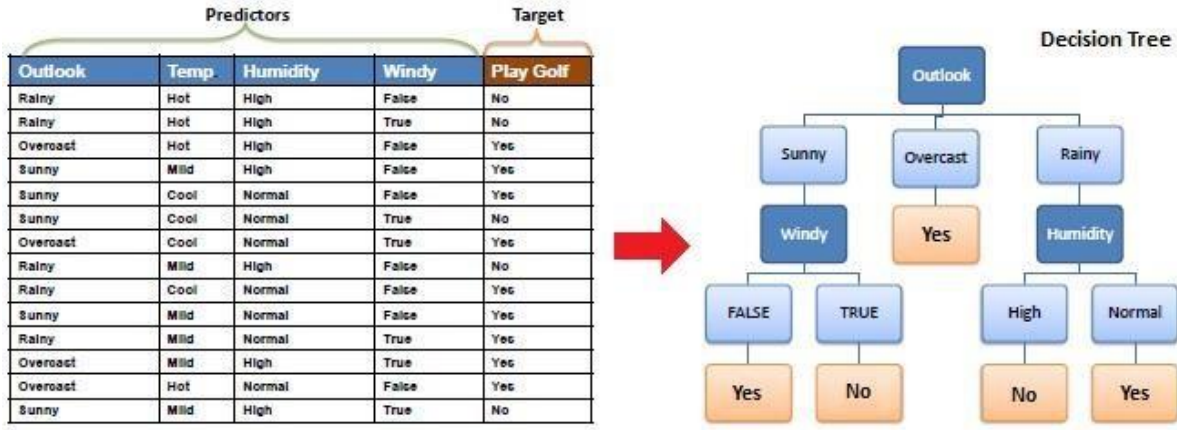 Predictors Target
Outlook Temp. Humidity Windy Play Golf
Rainy Hot High False No
Rainy Hot High True No
Overcast Hot High False Yes
Sunny Mild High False Yes
Sunny Cool Normal False Yes
Sunny Cool Normal True No
Overcast Cool Normal True Yes
Rainy Mild High False No
Rainy Cool Normal False Yes
Sunny Mild Normal False Yes
Rainy Mild Normal True Yes
Overcast Mild High True Yes
Overcast Hot Normal False Yes
Sunny Mild High True No
Decision Tree
Outlook
Sunny Overcast Rainy
Windy Yes Humidity
FALSE TRUE High Normal
Yes No No Yes